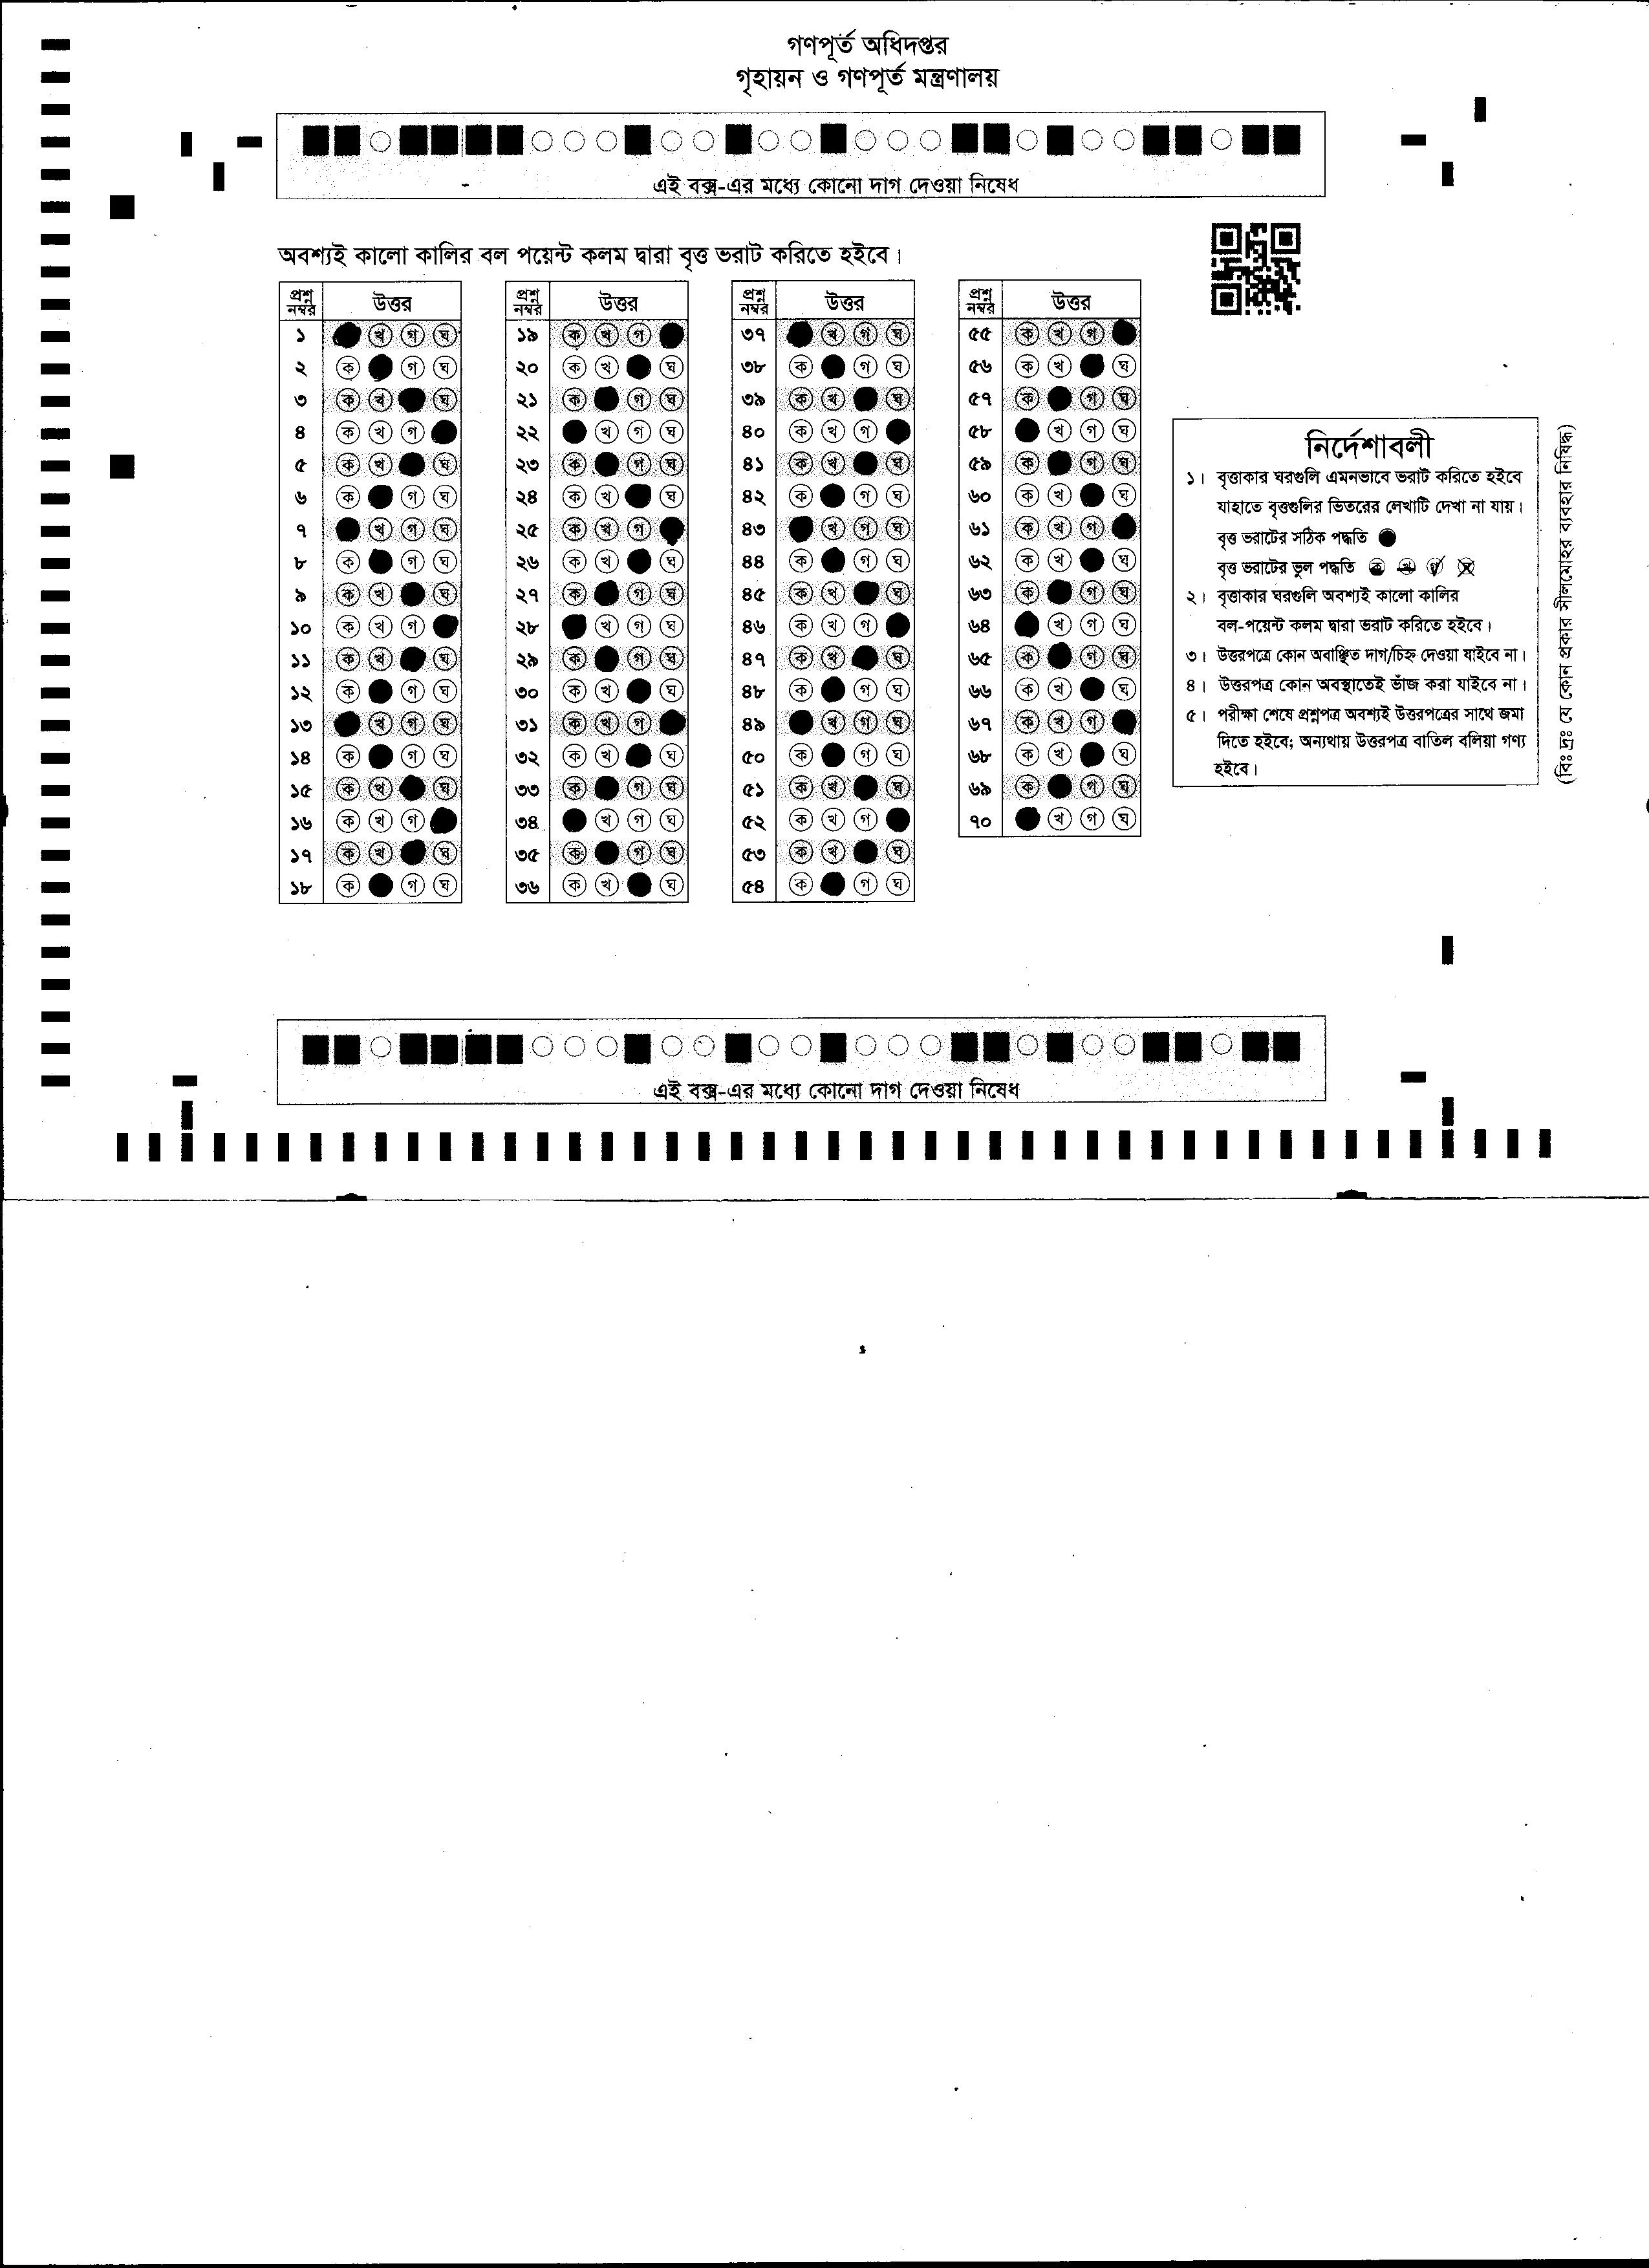 গণপূর্ত অধিদপ্তর
গৃহায়ন ও গণপূর্ত মন্ত্রণালয়
এই বক্স-এর মধ্যে কোনো দাগ দেওয়া নিষেধ
অবশ্যই কালো কালির বল পয়েন্ট কলম দ্বারা বৃত্ত ভরাট করিতে হইবে।
প্রশ্ন নম্বর উত্তর
১ খ গ ঘ
২ ক গ ঘ
৩ ক খ ঘ
৪ ক খ গ
৫ ক খ ঘ
৬ ক গ ঘ
৭ খ গ ঘ
৮ ক গ ঘ
৯ ক খ ঘ
১০ ক খ গ
১১ ক খ ঘ
১২ ক গ ঘ
১৩ খ গ ঘ
১৪ ক গ ঘ
১৫ ক খ ঘ
১৬ ক খ গ
১৭ ক খ ঘ
১৮ ক গ ঘ
প্রশ্ন নম্বর উত্তর
১৯ ক খ গ
২০ ক খ ঘ
২১ ক গ ঘ
২২ খ গ ঘ
২৩ ক গ ঘ
২৪ ক খ ঘ
২৫ ক খ গ
২৬ ক খ ঘ
২৭ ক গ ঘ
২৮ খ গ ঘ
২৯ ক গ ঘ
৩০ ক খ ঘ
৩১ ক খ গ
৩২ ক খ ঘ
৩৩ ক গ ঘ
৩৪ খ গ ঘ
৩৫ ক গ ঘ
৩৬ ক খ ঘ
প্রশ্ন নম্বর উত্তর
৩৭ খ গ ঘ
৩৮ ক গ ঘ
৩৯ ক খ ঘ
৪০ ক খ গ
৪১ ক খ ঘ
৪২ ক গ ঘ
৪৩ খ গ ঘ
৪৪ ক গ ঘ
৪৫ ক খ ঘ
৪৬ ক খ গ
৪৭ ক খ ঘ
৪৮ ক গ ঘ
৪৯ খ গ ঘ
৫০ ক গ ঘ
৫১ ক খ ঘ
৫২ ক খ গ
৫৩ ক খ ঘ
৫৪ ক গ ঘ
প্রশ্ন নম্বর উত্তর
৫৫ ক খ গ
৫৬ ক খ ঘ
৫৭ ক গ ঘ
৫৮ খ গ ঘ
৫৯ ক গ ঘ
৬০ ক খ ঘ
৬১ ক খ গ
৬২ ক খ ঘ
৬৩ ক গ ঘ
৬৪ খ গ ঘ
৬৫ ক গ ঘ
৬৬ ক খ ঘ
৬৭ ক খ গ
৬৮ ক খ ঘ
৬৯ ক গ ঘ
৭০ খ গ ঘ
নির্দেশাবলী
১। বৃত্তাকার ঘরগুলি এমনভাবে ভরাট করিতে হইবে
যাহাতে বৃত্তগুলির ভিতরের লেখাটি দেখা না যায়।
বৃত্ত ভরাটের সঠিক পদ্ধতি
বৃত্ত ভরাটের ভুল পদ্ধতি
২। বৃত্তাকার ঘরগুলি অবশ্যই কালো কালির
বল-পয়েন্ট কলম দ্বারা ভরাট করিতে হইবে।
৩। উত্তরপত্রে কোন অবাঞ্ছিত দাগ/চিহ্ন দেওয়া যাইবে না।
৪। উত্তরপত্র কোন অবস্থাতেই ভাঁজ করা যাইবে না।
৫। পরীক্ষা শেষে প্রশ্নপত্র অবশ্যই উত্তরপত্রের সাথে জমা
দিতে হইবে; অন্যথায় উত্তরপত্র বাতিল বলিয়া গণ্য
হইবে।
(বিঃ দ্রঃ যে কোন প্রকার সীলমোহর ব্যবহার নিষিদ্ধ)
এই বক্স-এর মধ্যে কোনো দাগ দেওয়া নিষেধ